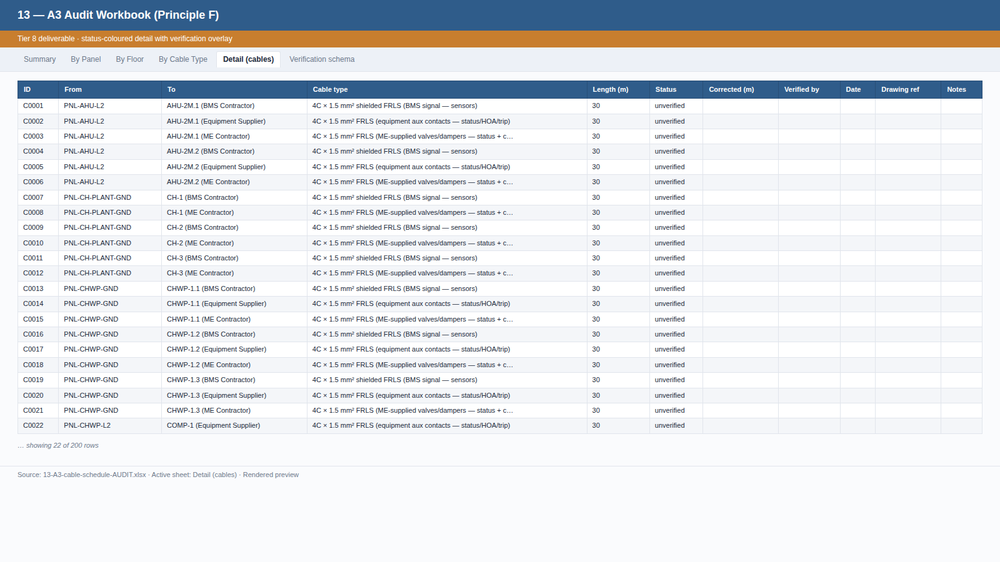 13 — A3 Audit Workbook (Principle F)
Tier 8 deliverable · status-coloured detail with verification overlay
Summary By Panel By Floor By Cable Type Detail (cables) Verification schema
ID From To Cable type Length (m) Status Corrected (m) Verified by Date Drawing ref Notes
C0001 PNL-AHU-L2 AHU-2M.1 (BMS Contractor) 4C × 1.5 mm² shielded FRLS (BMS signal — sensors) 30 unverified
C0002 PNL-AHU-L2 AHU-2M.1 (Equipment Supplier) 4C × 1.5 mm² FRLS (equipment aux contacts — status/HOA/trip) 30 unverified
C0003 PNL-AHU-L2 AHU-2M.1 (ME Contractor) 4C × 1.5 mm² FRLS (ME-supplied valves/dampers — status + c… 30 unverified
C0004 PNL-AHU-L2 AHU-2M.2 (BMS Contractor) 4C × 1.5 mm² shielded FRLS (BMS signal — sensors) 30 unverified
C0005 PNL-AHU-L2 AHU-2M.2 (Equipment Supplier) 4C × 1.5 mm² FRLS (equipment aux contacts — status/HOA/trip) 30 unverified
C0006 PNL-AHU-L2 AHU-2M.2 (ME Contractor) 4C × 1.5 mm² FRLS (ME-supplied valves/dampers — status + c… 30 unverified
C0007 PNL-CH-PLANT-GND CH-1 (BMS Contractor) 4C × 1.5 mm² shielded FRLS (BMS signal — sensors) 30 unverified
C0008 PNL-CH-PLANT-GND CH-1 (ME Contractor) 4C × 1.5 mm² FRLS (ME-supplied valves/dampers — status + c… 30 unverified
C0009 PNL-CH-PLANT-GND CH-2 (BMS Contractor) 4C × 1.5 mm² shielded FRLS (BMS signal — sensors) 30 unverified
C0010 PNL-CH-PLANT-GND CH-2 (ME Contractor) 4C × 1.5 mm² FRLS (ME-supplied valves/dampers — status + c… 30 unverified
C0011 PNL-CH-PLANT-GND CH-3 (BMS Contractor) 4C × 1.5 mm² shielded FRLS (BMS signal — sensors) 30 unverified
C0012 PNL-CH-PLANT-GND CH-3 (ME Contractor) 4C × 1.5 mm² FRLS (ME-supplied valves/dampers — status + c… 30 unverified
C0013 PNL-CHWP-GND CHWP-1.1 (BMS Contractor) 4C × 1.5 mm² shielded FRLS (BMS signal — sensors) 30 unverified
C0014 PNL-CHWP-GND CHWP-1.1 (Equipment Supplier) 4C × 1.5 mm² FRLS (equipment aux contacts — status/HOA/trip) 30 unverified
C0015 PNL-CHWP-GND CHWP-1.1 (ME Contractor) 4C × 1.5 mm² FRLS (ME-supplied valves/dampers — status + c… 30 unverified
C0016 PNL-CHWP-GND CHWP-1.2 (BMS Contractor) 4C × 1.5 mm² shielded FRLS (BMS signal — sensors) 30 unverified
C0017 PNL-CHWP-GND CHWP-1.2 (Equipment Supplier) 4C × 1.5 mm² FRLS (equipment aux contacts — status/HOA/trip) 30 unverified
C0018 PNL-CHWP-GND CHWP-1.2 (ME Contractor) 4C × 1.5 mm² FRLS (ME-supplied valves/dampers — status + c… 30 unverified
C0019 PNL-CHWP-GND CHWP-1.3 (BMS Contractor) 4C × 1.5 mm² shielded FRLS (BMS signal — sensors) 30 unverified
C0020 PNL-CHWP-GND CHWP-1.3 (Equipment Supplier) 4C × 1.5 mm² FRLS (equipment aux contacts — status/HOA/trip) 30 unverified
C0021 PNL-CHWP-GND CHWP-1.3 (ME Contractor) 4C × 1.5 mm² FRLS (ME-supplied valves/dampers — status + c… 30 unverified
C0022 PNL-CHWP-L2 COMP-1 (Equipment Supplier) 4C × 1.5 mm² FRLS (equipment aux contacts — status/HOA/trip) 30 unverified
… showing 22 of 200 rows
Source: 13-A3-cable-schedule-AUDIT.xlsx · Active sheet: Detail (cables) · Rendered preview